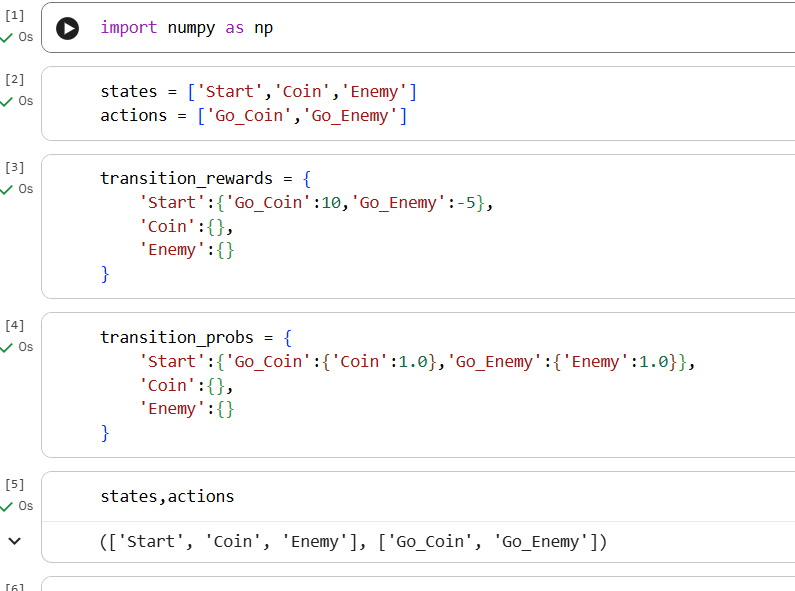 [1]
0s
import numpy as np
[2]
0s
states = ['Start','Coin','Enemy']
actions = ['Go_Coin','Go_Enemy']
[3]
0s
transition_rewards = {
    'Start':{'Go_Coin':10,'Go_Enemy':-5},
    'Coin':{},
    'Enemy':{}
}
[4]
0s
transition_probs = {
    'Start':{'Go_Coin':{'Coin':1.0},'Go_Enemy':{'Enemy':1.0}},
    'Coin':{},
    'Enemy':{}
}
[5]
0s
states,actions
(['Start', 'Coin', 'Enemy'], ['Go_Coin', 'Go_Enemy'])
[6]